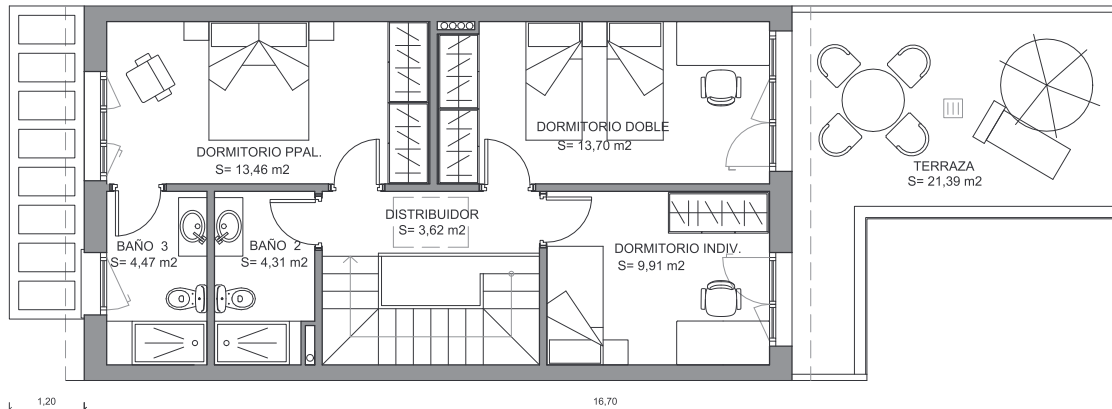 DORMITORIO PPAL.
S= 13,46 m2
DORMITORIO DOBLE
S= 13,70 m2
TERRAZA
S= 21,39 m2
DISTRIBUIDOR
S= 3,62 m2
BAÑO 3
S= 4,47 m2
BAÑO 2
S= 4,31 m2
DORMITORIO INDIV.
S= 9,91 m2
1,20
16,70